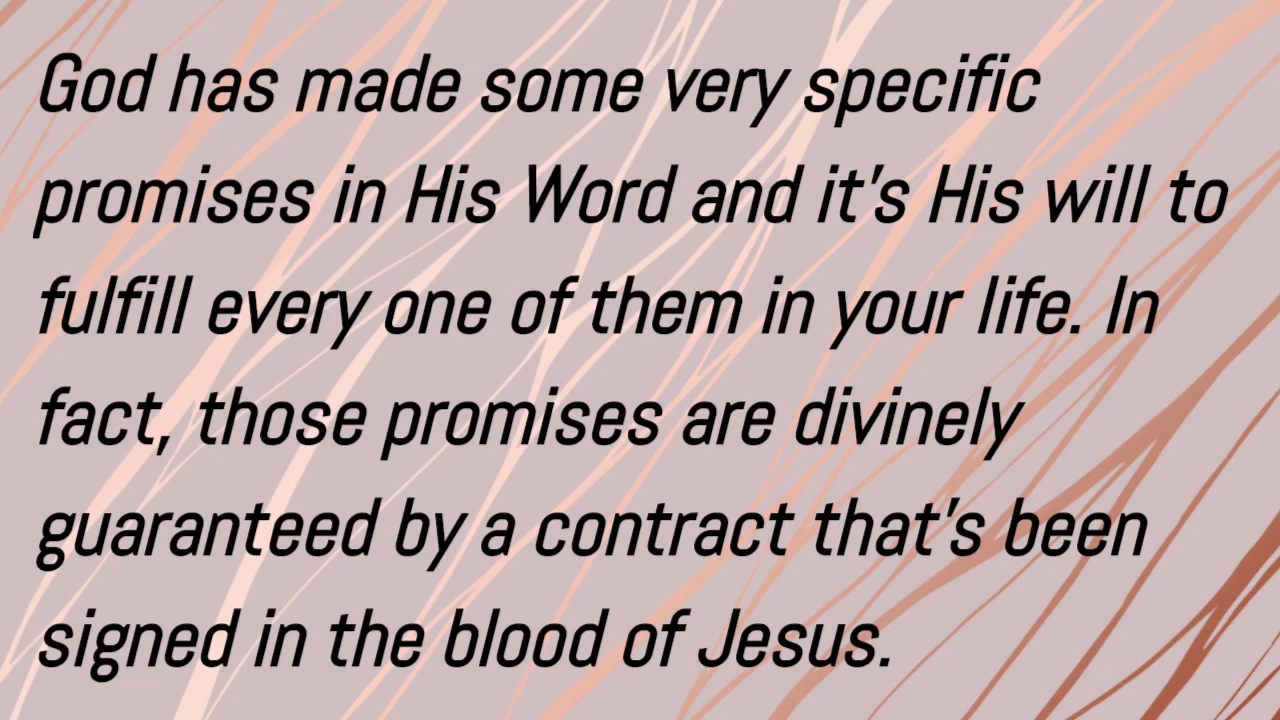 God has made some very specific
promises in His Word and it's His will to
fulfill every one of them in your life. In
fact, those promises are divinely
guaranteed by a contract that's been
signed in the blood of Jesus.